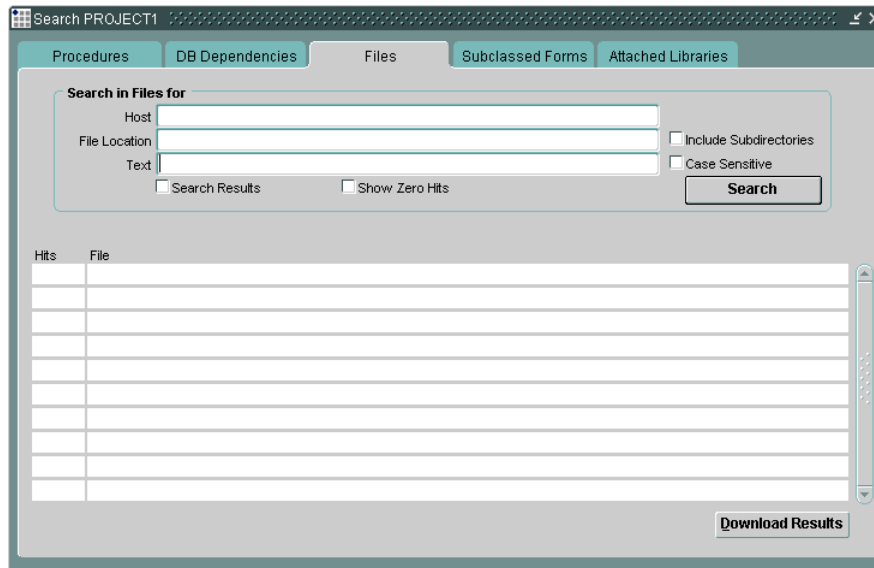 Search PROJECT1
Procedures DB Dependencies Files Subclassed Forms Attached Libraries
Search in Files for
Host
File Location Include Subdirectories
Text Case Sensitive
Search Results Show Zero Hits Search
Hits File
Download Results